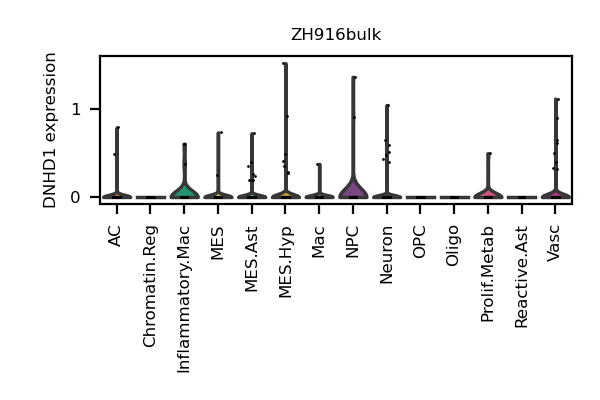 ZH916bulk
DNHD1 expression
1
0
AC
Chromatin.Reg
Inflammatory.Mac
MES
MES.Ast
MES.Hyp
Mac
NPC
Neuron
OPC
Oligo
Prolif.Metab
Reactive.Ast
Vasc